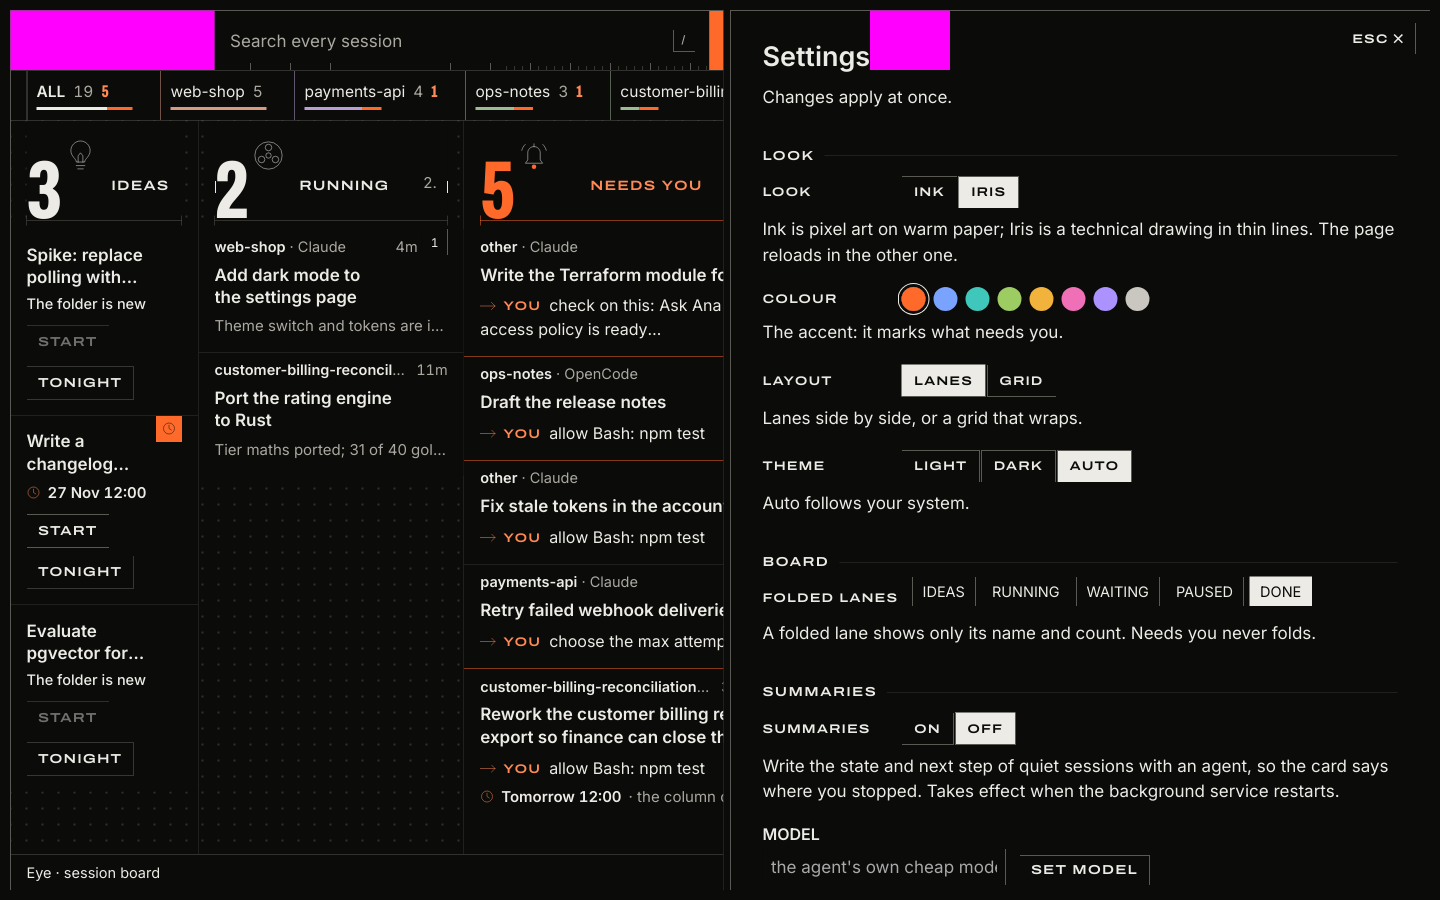 Search every session /
ALL 19 5 web-shop 5 payments-api 4 1 ops-notes 3 1 customer-billin
3 IDEAS
Spike: replace
polling with...
The folder is new
START
TONIGHT
Write a
changelog...
27 Nov 12:00
START
TONIGHT
Evaluate
pgvector for...
The folder is new
START
TONIGHT
2 RUNNING 2.
web-shop · Claude 4m 1
Add dark mode to
the settings page
Theme switch and tokens are i...
customer-billing-reconcil... 11m
Port the rating engine
to Rust
Tier maths ported; 31 of 40 gol...
5 NEEDS YOU
other · Claude
Write the Terraform module fo
→ YOU check on this: Ask Ana
access policy is ready...
ops-notes · OpenCode
Draft the release notes
→ YOU allow Bash: npm test
other · Claude
Fix stale tokens in the accoun
→ YOU allow Bash: npm test
payments-api · Claude
Retry failed webhook deliverie
→ YOU choose the max attemp
customer-billing-reconciliation...
Rework the customer billing re
export so finance can close th
→ YOU allow Bash: npm test
Tomorrow 12:00 · the column
Eye · session board
Settings
ESC ×
Changes apply at once.
LOOK
LOOK INK IRIS
Ink is pixel art on warm paper; Iris is a technical drawing in thin lines. The page
reloads in the other one.
COLOUR
The accent: it marks what needs you.
LAYOUT LANES GRID
Lanes side by side, or a grid that wraps.
THEME LIGHT DARK AUTO
Auto follows your system.
BOARD
FOLDED LANES IDEAS RUNNING WAITING PAUSED DONE
A folded lane shows only its name and count. Needs you never folds.
SUMMARIES
SUMMARIES ON OFF
Write the state and next step of quiet sessions with an agent, so the card says
where you stopped. Takes effect when the background service restarts.
MODEL
the agent's own cheap mode
SET MODEL